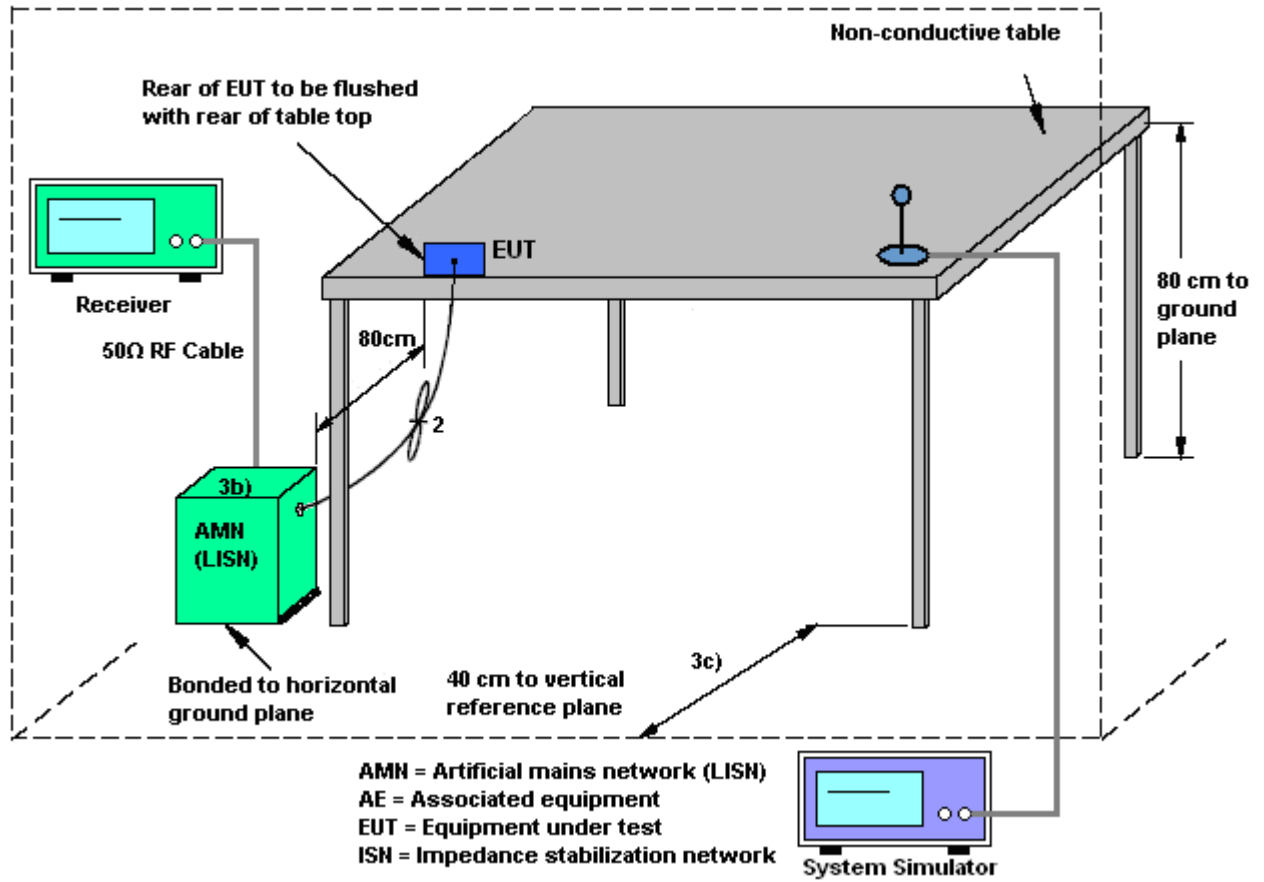 Non-conductive table
Rear of EUT to be flushed
with rear of table top
EUT
Receiver
80 cm to
ground
plane
80cm
50Ω RF Cable
2
3b)
AMN
(LISN)
3c)
Bonded to horizontal
ground plane
40 cm to vertical
reference plane
AMN = Artificial mains network (LISN)
AE = Associated equipment
EUT = Equipment under test
ISN = Impedance stabilization network
System Simulator